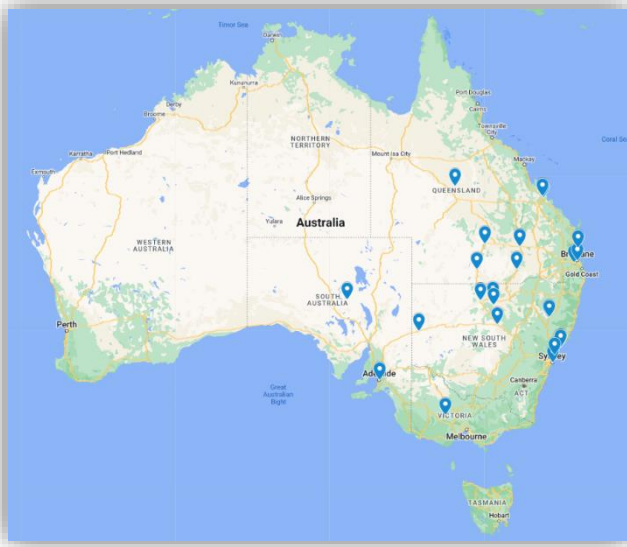 Timor Sea
Darwin
Kununurra
Derby
Broome
Port Douglas
Cairns
Townsville
City
Coral Sea
NORTHERN
TERRITORY
Mount Isa City
Mackay
Karratha
Port Hedland
Exmouth
QUEENSLAND
Alice Springs
Yulara
Australia
WESTERN
AUSTRALIA
Brisbane
Gold Coast
SOUTH
AUSTRALIA
Perth
NEW SOUTH
WALES
Sydney
Adelaide
Canberra
ACT
Great
Australian
Bight
VICTORIA
Melbourne
TASMANIA
Hobart